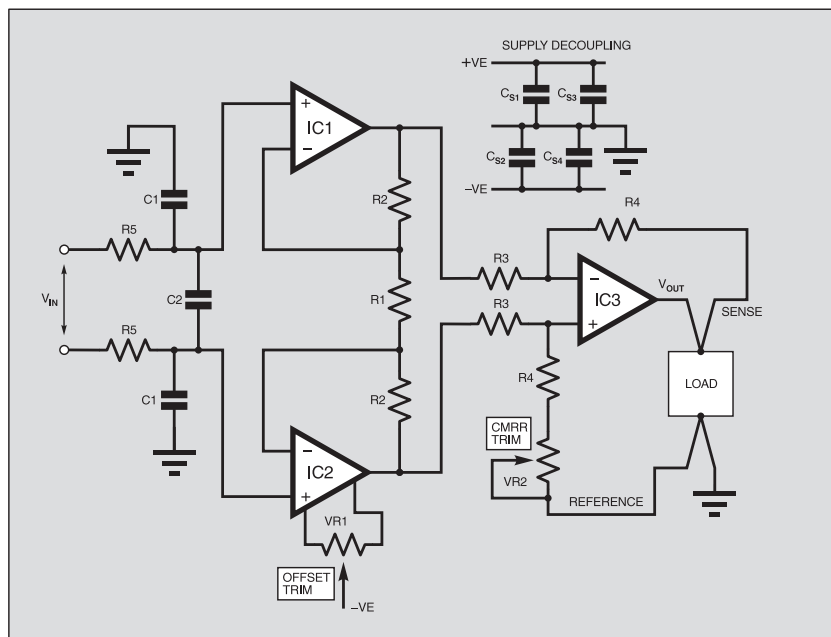 SUPPLY DECOUPLING
+VE
CS1
CS3
CS2
CS4
−VE
IC1
+
−
C1
R2
R4
R5
R3
VIN
C2
R1
−
IC3
+
VOUT
SENSE
R3
R5
R2
R4
LOAD
C1
CMRR
TRIM
VR2
−
IC2
+
REFERENCE
VR1
OFFSET
TRIM
−VE